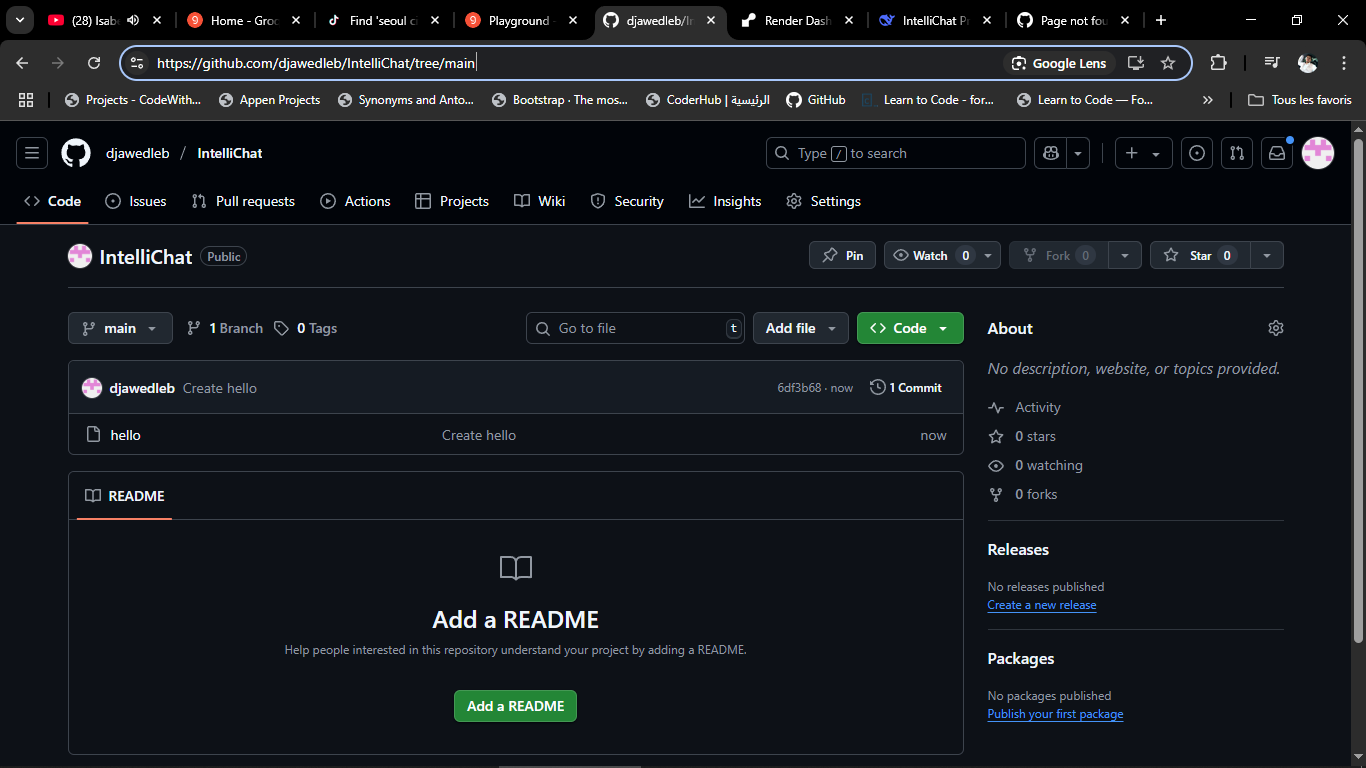 (28) Isabe
Home - Groc
Find 'seoul ci
Playground -
djawedleb/In
Render Dash
IntelliChat Pr
Page not fou
https://github.com/djawedleb/IntelliChat/tree/main
Google Lens
Projects - CodeWith...
Appen Projects
Synonyms and Anto...
Bootstrap · The mos...
CoderHub | الرئيسية
GitHub
Learn to Code - for...
Learn to Code — Fo...
Tous les favoris
djawedleb / IntelliChat
Type / to search
Code
Issues
Pull requests
Actions
Projects
Wiki
Security
Insights
Settings
IntelliChat Public
Pin
Watch 0
Fork 0
Star 0
main
1 Branch
0 Tags
Go to file t
Add file
Code
djawedleb Create hello
6df3b68 · now
1 Commit
hello
Create hello
now
README
Add a README
Help people interested in this repository understand your project by adding a README.
Add a README
About
No description, website, or topics provided.
Activity
0 stars
0 watching
0 forks
Releases
No releases published
Create a new release
Packages
No packages published
Publish your first package